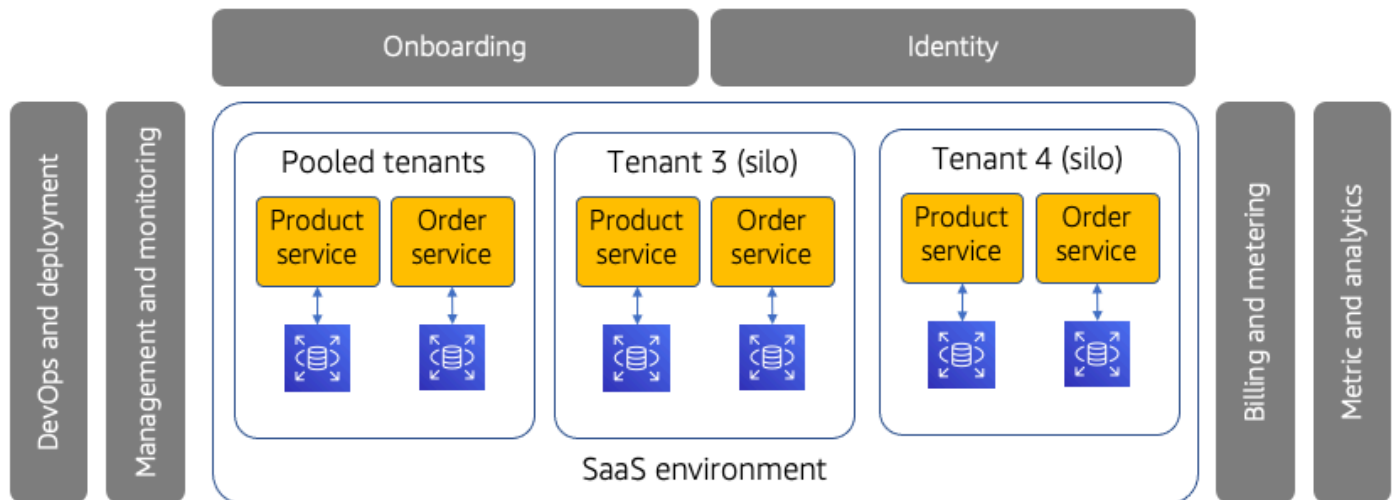 Onboarding
Identity
DevOps and deployment
Management and monitoring
Pooled tenants
Product
service
Order
service
Tenant 3 (silo)
Product
service
Order
service
Tenant 4 (silo)
Product
service
Order
service
SaaS environment
Billing and metering
Metric and analytics